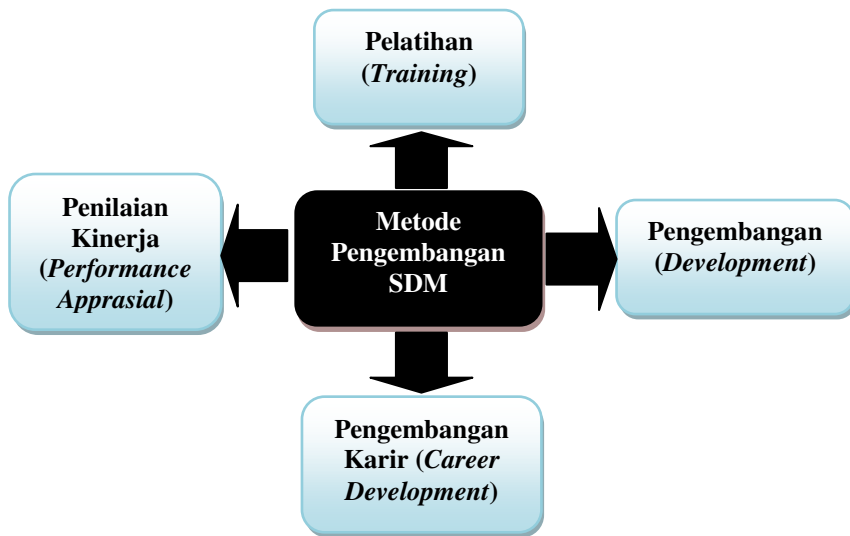 Pelatihan
(Training)
Penilaian
Kinerja
(Performance
Apprasial)
Metode
Pengembangan
SDM
Pengembangan
(Development)
Pengembangan
Karir (Career
Development)